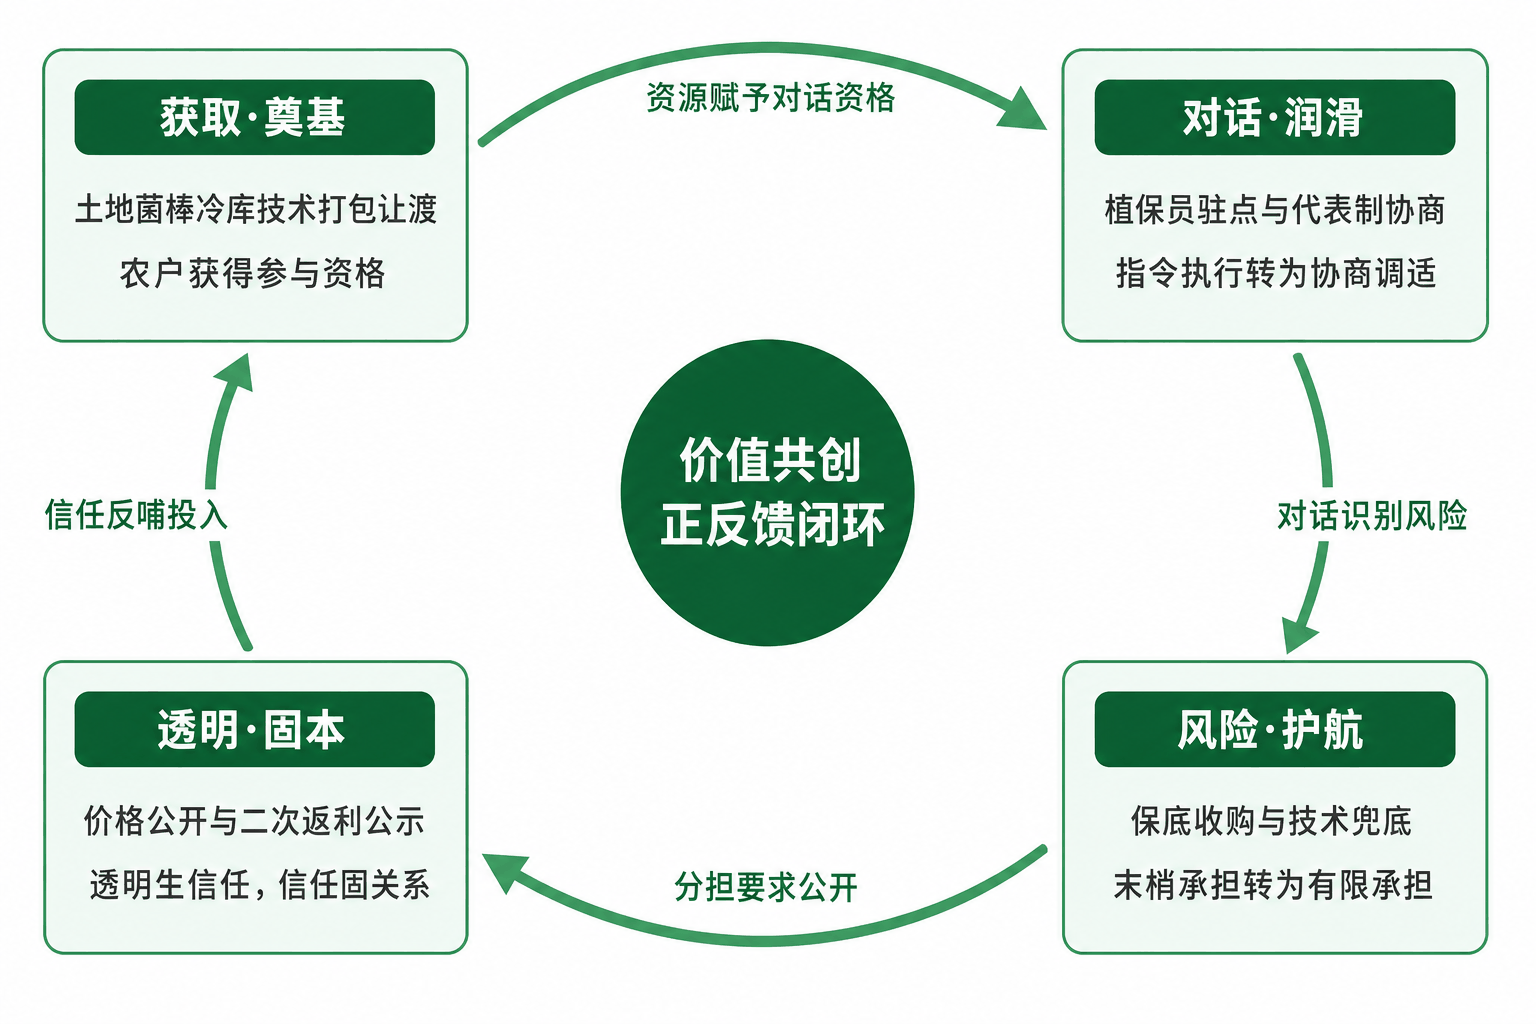 获取·奠基
土地菌棒冷库技术打包让渡
农户获得参与资格
资源赋予对话资格
对话·润滑
植保员驻点与代表制协商
指令执行转为协商调适
价值共创
正反馈闭环
信任反哺投入
对话识别风险
透明·固本
价格公开与二次返利公示
透明生信任，信任固关系
分担要求公开
风险·护航
保底收购与技术兜底
末梢承担转为有限承担